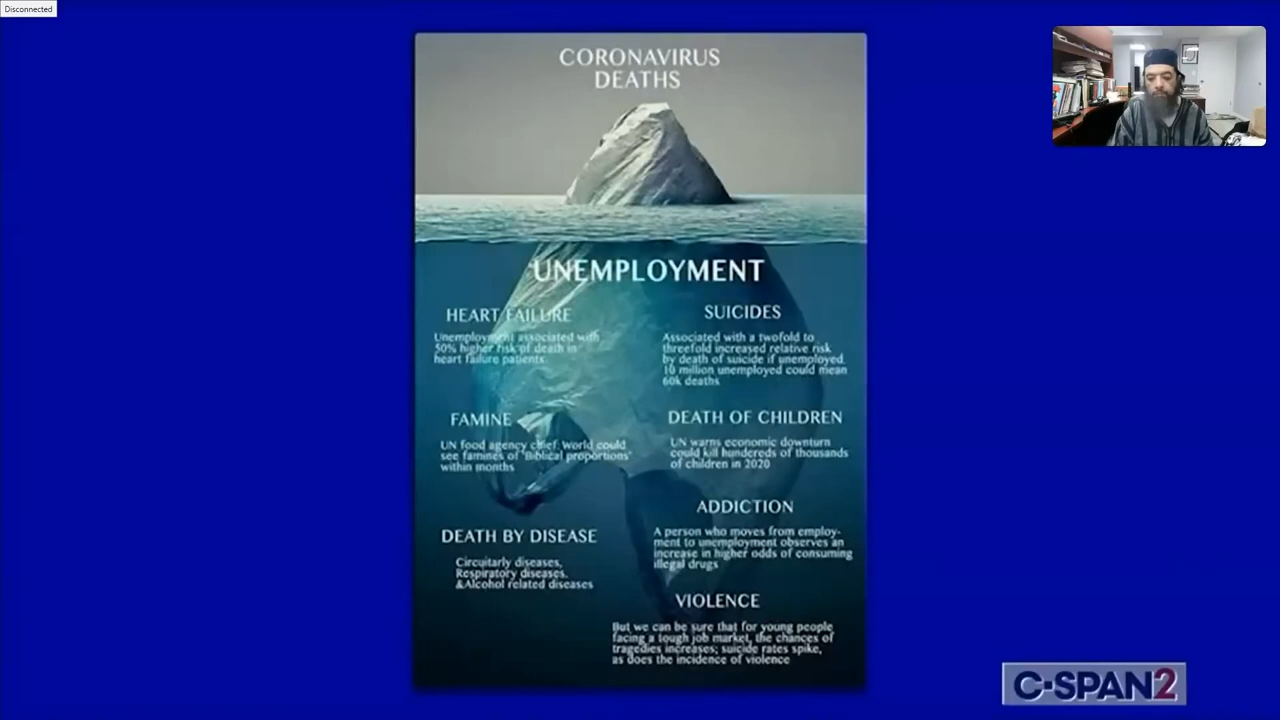 Disconnected
CORONAVIRUS
DEATHS
UNEMPLOYMENT
HEART FAILURE
Unemployment associated with
50% higher risk of death in
heart failure patients
SUICIDES
Associated with a twofold to
threefold increased relative risk
by death of suicide if unemployed.
10 million unemployed could mean
60k deaths
FAMINE
UN food agency chief: World could
see famines of 'Biblical proportions'
within months
DEATH OF CHILDREN
UN warns economic downturn
could kill hundereds of thousands
of children in 2020
DEATH BY DISEASE
Circuitarly diseases,
Respiratory diseases.
&Alcohol related diseases
ADDICTION
A person who moves from employ-
ment to unemployment observes an
increase in higher odds of consuming
illegal drugs
VIOLENCE
But we can be sure that for young people
facing a tough job market, the chances of
tragedies increases; suicide rates spike,
as does the incidence of violence
C-SPAN2